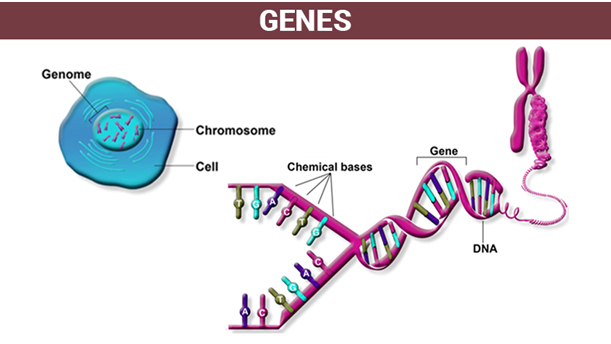 GENES
Genome
Chromosome
Cell
Chemical bases
Gene
DNA
T G A C T G
C
A
G
T
A C